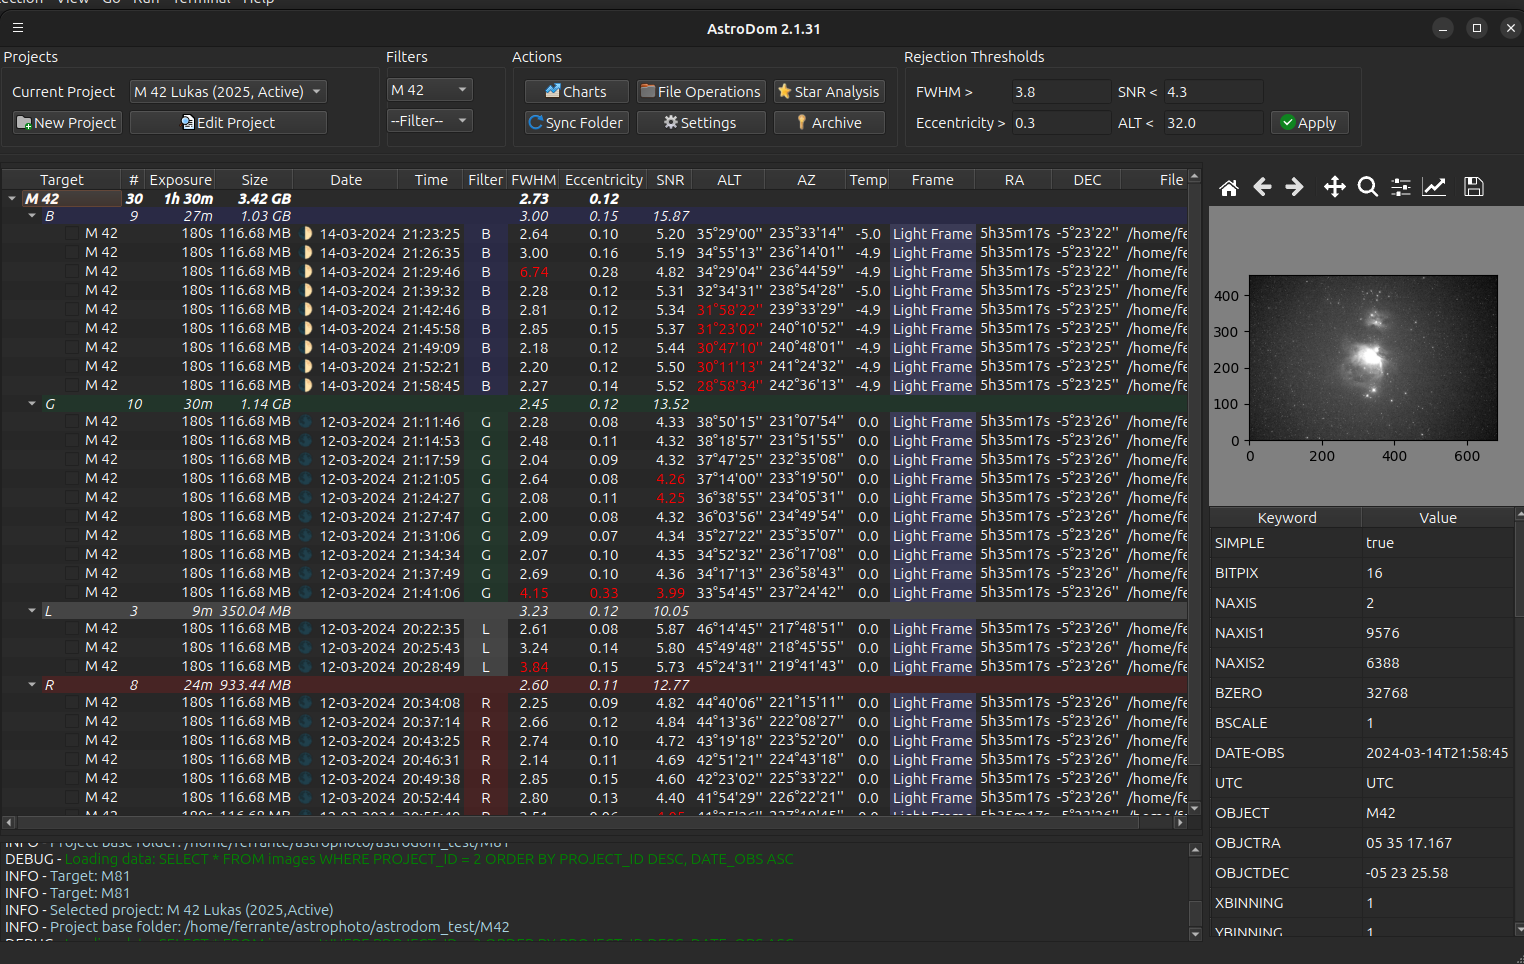 View Go Run Terminal Help
AstroDom 2.1.31
Projects Filters Actions Rejection Thresholds
Current Project M 42 Lukas (2025, Active) M 42 Charts File Operations Star Analysis FWHM > 3.8 SNR < 4.3
New Project Edit Project --Filter-- Sync Folder Settings Archive Eccentricity > 0.3 ALT < 32.0 Apply
Target # Exposure Size Date Time Filter FWHM Eccentricity SNR ALT AZ Temp Frame RA DEC File
M 42 30 1h 30m 3.42 GB 2.73 0.12
B 9 27m 1.03 GB 3.00 0.15 15.87
M 42 180s 116.68 MB 14-03-2024 21:23:25 B 2.64 0.10 5.20 35°29'00'' 235°33'14'' -5.0 Light Frame 5h35m17s -5°23'22'' /home/fe
M 42 180s 116.68 MB 14-03-2024 21:26:35 B 3.00 0.16 5.19 34°55'13'' 236°14'01'' -4.9 Light Frame 5h35m17s -5°23'22'' /home/fe
M 42 180s 116.68 MB 14-03-2024 21:29:46 B 6.74 0.28 4.82 34°29'04'' 236°44'59'' -4.9 Light Frame 5h35m17s -5°23'22'' /home/fe
M 42 180s 116.68 MB 14-03-2024 21:39:32 B 2.28 0.12 5.31 32°34'31'' 238°54'28'' -5.0 Light Frame 5h35m17s -5°23'25'' /home/fe
M 42 180s 116.68 MB 14-03-2024 21:42:46 B 2.81 0.12 5.34 31°58'22'' 239°33'29'' -4.9 Light Frame 5h35m17s -5°23'25'' /home/fe
M 42 180s 116.68 MB 14-03-2024 21:45:58 B 2.85 0.15 5.37 31°23'02'' 240°10'52'' -4.9 Light Frame 5h35m17s -5°23'25'' /home/fe
M 42 180s 116.68 MB 14-03-2024 21:49:09 B 2.18 0.12 5.44 30°47'10'' 240°48'01'' -4.9 Light Frame 5h35m17s -5°23'25'' /home/fe
M 42 180s 116.68 MB 14-03-2024 21:52:21 B 2.20 0.12 5.50 30°11'13'' 241°24'32'' -4.9 Light Frame 5h35m17s -5°23'25'' /home/fe
M 42 180s 116.68 MB 14-03-2024 21:58:45 B 2.27 0.14 5.52 28°58'34'' 242°36'13'' -4.9 Light Frame 5h35m17s -5°23'25'' /home/fe
G 10 30m 1.14 GB 2.45 0.12 13.52
M 42 180s 116.68 MB 12-03-2024 21:11:46 G 2.28 0.08 4.33 38°50'15'' 231°07'54'' 0.0 Light Frame 5h35m17s -5°23'26'' /home/fe
M 42 180s 116.68 MB 12-03-2024 21:14:53 G 2.48 0.11 4.32 38°18'57'' 231°51'55'' 0.0 Light Frame 5h35m17s -5°23'26'' /home/fe
M 42 180s 116.68 MB 12-03-2024 21:17:59 G 2.04 0.09 4.32 37°47'25'' 232°35'08'' 0.0 Light Frame 5h35m17s -5°23'26'' /home/fe
M 42 180s 116.68 MB 12-03-2024 21:21:05 G 2.64 0.08 4.26 37°14'00'' 233°19'50'' 0.0 Light Frame 5h35m17s -5°23'26'' /home/fe
M 42 180s 116.68 MB 12-03-2024 21:24:27 G 2.08 0.11 4.25 36°38'55'' 234°05'31'' 0.0 Light Frame 5h35m17s -5°23'26'' /home/fe
M 42 180s 116.68 MB 12-03-2024 21:27:47 G 2.00 0.08 4.32 36°03'56'' 234°49'54'' 0.0 Light Frame 5h35m17s -5°23'26'' /home/fe
M 42 180s 116.68 MB 12-03-2024 21:31:06 G 2.09 0.07 4.34 35°27'22'' 235°35'07'' 0.0 Light Frame 5h35m17s -5°23'26'' /home/fe
M 42 180s 116.68 MB 12-03-2024 21:34:34 G 2.07 0.10 4.35 34°52'32'' 236°17'08'' 0.0 Light Frame 5h35m17s -5°23'26'' /home/fe
M 42 180s 116.68 MB 12-03-2024 21:37:49 G 2.69 0.10 4.36 34°17'13'' 236°58'43'' 0.0 Light Frame 5h35m17s -5°23'26'' /home/fe
M 42 180s 116.68 MB 12-03-2024 21:41:06 G 4.15 0.33 3.99 33°54'45'' 237°24'42'' 0.0 Light Frame 5h35m17s -5°23'26'' /home/fe
L 3 9m 350.04 MB 3.23 0.12 10.05
M 42 180s 116.68 MB 12-03-2024 20:22:35 L 2.61 0.08 5.87 46°14'45'' 217°48'51'' 0.0 Light Frame 5h35m17s -5°23'26'' /home/fe
M 42 180s 116.68 MB 12-03-2024 20:25:43 L 3.24 0.14 5.80 45°49'48'' 218°45'55'' 0.0 Light Frame 5h35m17s -5°23'26'' /home/fe
M 42 180s 116.68 MB 12-03-2024 20:28:49 L 3.84 0.15 5.73 45°24'31'' 219°41'43'' 0.0 Light Frame 5h35m17s -5°23'26'' /home/fe
R 8 24m 933.44 MB 2.60 0.11 12.77
M 42 180s 116.68 MB 12-03-2024 20:34:08 R 2.25 0.09 4.82 44°40'06'' 221°15'11'' 0.0 Light Frame 5h35m17s -5°23'26'' /home/fe
M 42 180s 116.68 MB 12-03-2024 20:37:14 R 2.66 0.12 4.84 44°13'36'' 222°08'27'' 0.0 Light Frame 5h35m17s -5°23'26'' /home/fe
M 42 180s 116.68 MB 12-03-2024 20:43:25 R 2.74 0.10 4.72 43°19'18'' 223°52'20'' 0.0 Light Frame 5h35m17s -5°23'26'' /home/fe
M 42 180s 116.68 MB 12-03-2024 20:46:31 R 2.14 0.11 4.69 42°51'21'' 224°43'18'' 0.0 Light Frame 5h35m17s -5°23'26'' /home/fe
M 42 180s 116.68 MB 12-03-2024 20:49:38 R 2.85 0.15 4.60 42°23'02'' 225°33'22'' 0.0 Light Frame 5h35m17s -5°23'26'' /home/fe
M 42 180s 116.68 MB 12-03-2024 20:52:44 R 2.80 0.13 4.40 41°54'29'' 226°22'21'' 0.0 Light Frame 5h35m17s -5°23'26'' /home/fe
INFO - Project base folder: /home/ferrante/astrophoto/astrodom_test/M81
DEBUG - Loading data: SELECT * FROM images WHERE PROJECT_ID = 2 ORDER BY PROJECT_ID DESC, DATE_OBS ASC
INFO - Target: M81
INFO - Target: M81
INFO - Selected project: M 42 Lukas (2025,Active)
INFO - Project base folder: /home/ferrante/astrophoto/astrodom_test/M42
400
300
200
100
0
0 200 400 600
Keyword Value
SIMPLE true
BITPIX 16
NAXIS 2
NAXIS1 9576
NAXIS2 6388
BZERO 32768
BSCALE 1
DATE-OBS 2024-03-14T21:58:45
UTC UTC
OBJECT M42
OBJCTRA 05 35 17.167
OBJCTDEC -05 23 25.58
XBINNING 1
YBINNING 1